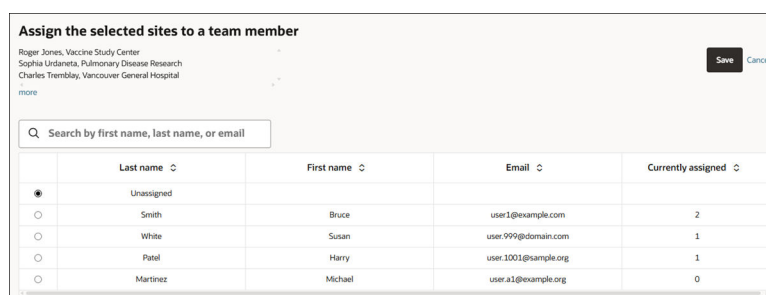 Assign the selected sites to a team member
Roger Jones, Vaccine Study Center
Sophia Urdaneta, Pulmonary Disease Research
Charles Tremblay, Vancouver General Hospital
more
Save Cance
Search by first name, last name, or email
Last name First name Email Currently assigned
Unassigned
Smith Bruce user1@example.com 2
White Susan user.999@domain.com 1
Patel Harry user.1001@sample.org 1
Martinez Michael user.a1@example.org 0